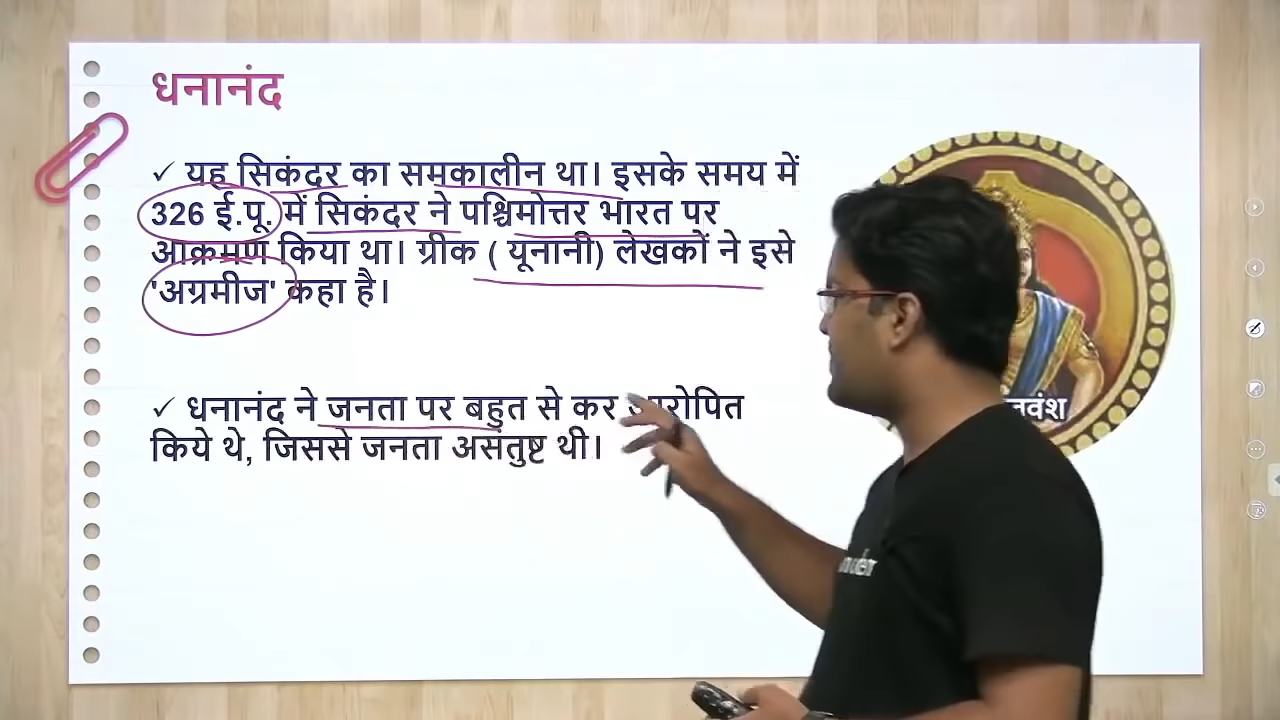 धनानंद
✓ यह सिकंदर का समकालीन था। इसके समय में
326 ई.पू. में सिकंदर ने पश्चिमोत्तर भारत पर
आक्रमण किया था। ग्रीक ( यूनानी) लेखकों ने इसे
'अग्रमीज' कहा है।
✓ धनानंद ने जनता पर बहुत से कर आरोपित
किये थे, जिससे जनता असंतुष्ट थी।